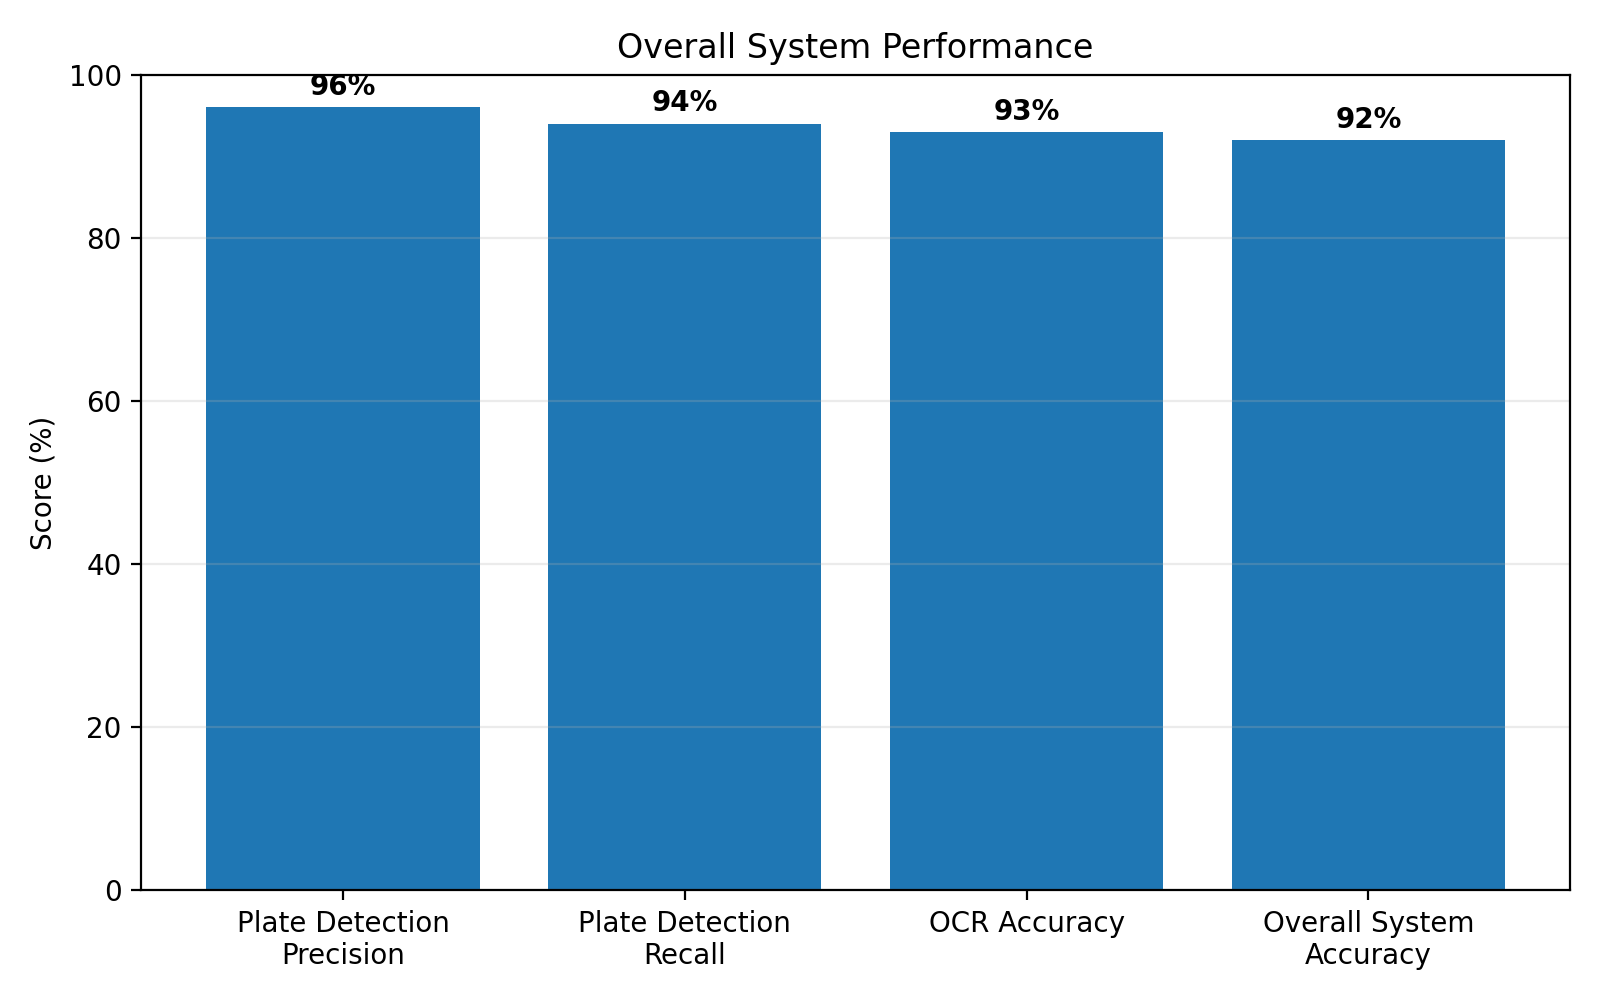 Overall System Performance
100
80
60
40
20
0
Score (%)
96%
94%
93%
92%
Plate Detection
Precision
Plate Detection
Recall
OCR Accuracy
Overall System
Accuracy